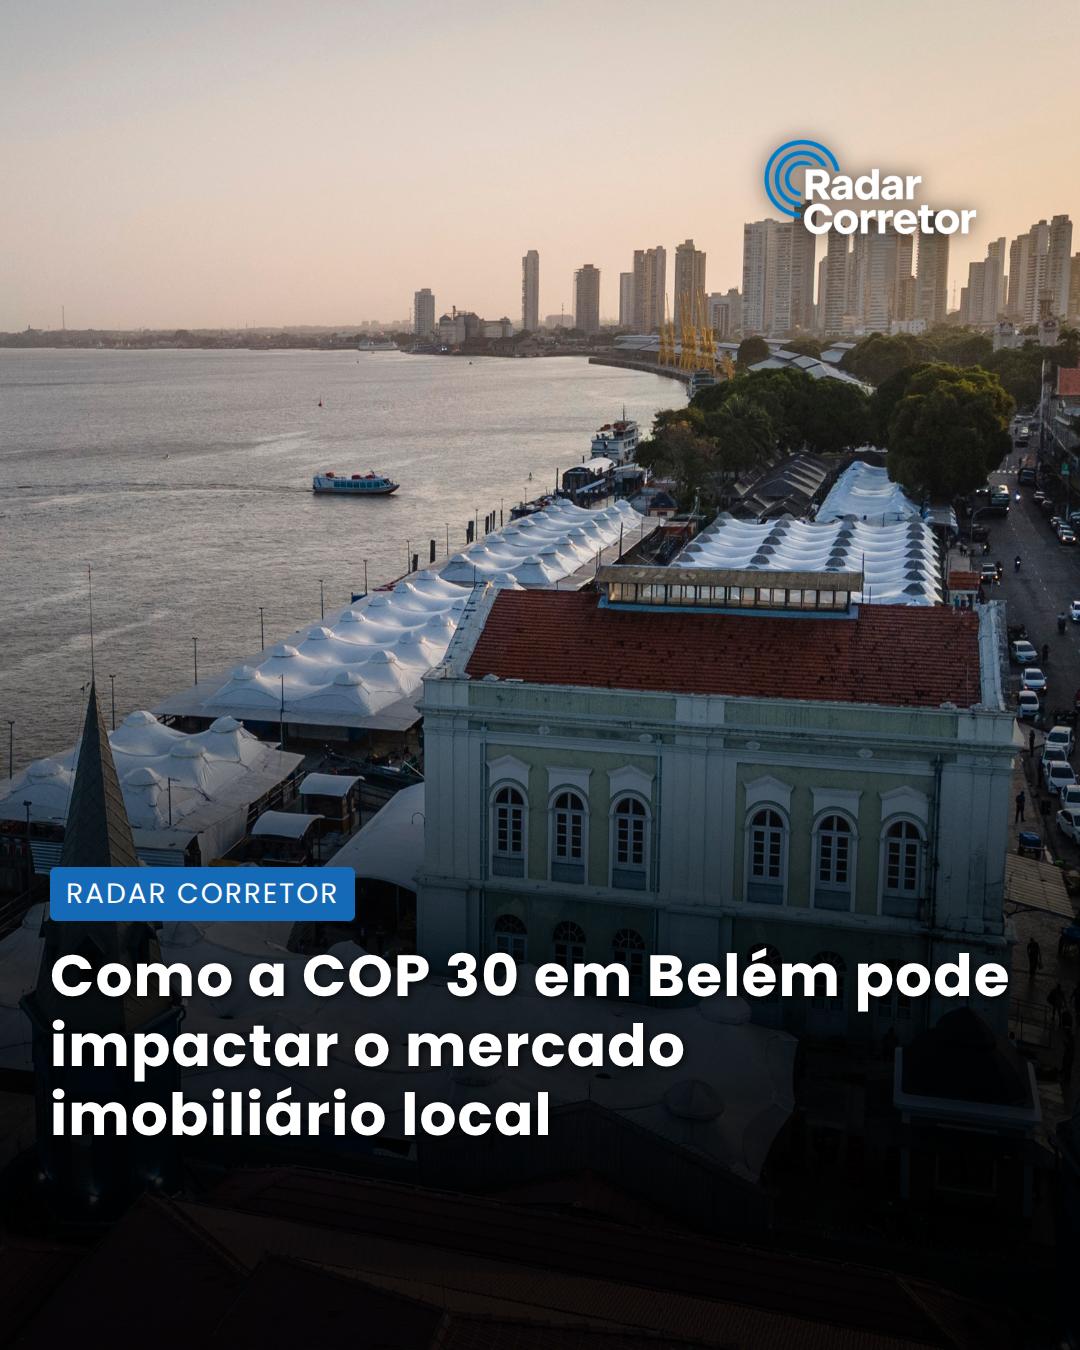 Radar
Corretor
RADAR CORRETOR
Como a COP 30 em Belém pode
impactar o mercado
imobiliário local